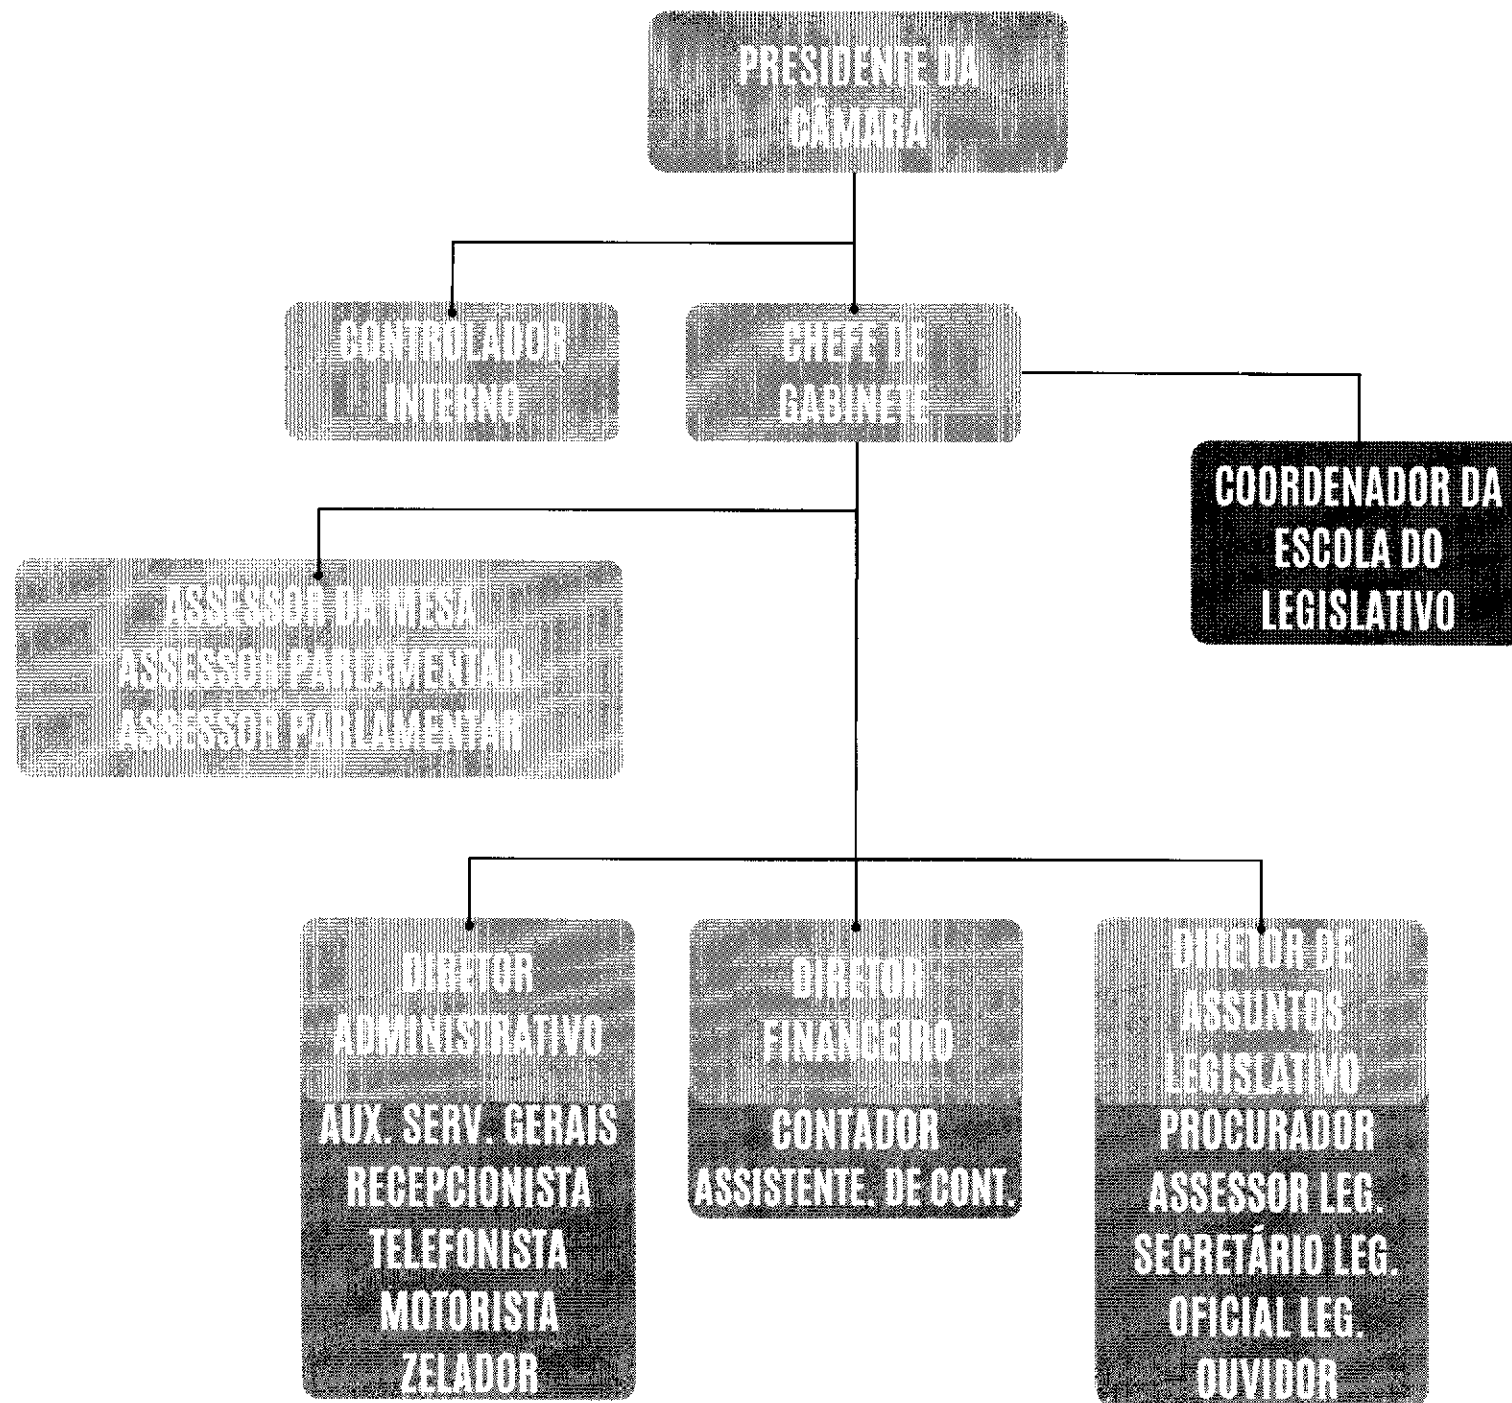 PRESIDENTE DA
CÂMARA
CONTROLADOR
INTERNO
CHEFE DE
GABINETE
COORDENADOR DA
ESCOLA DO
LEGISLATIVO
ASSESSOR DA MESA
ASSESSOR PARLAMENTAR
ASSESSOR PARLAMENTAR
DIRETOR
ADMINISTRATIVO
AUX. SERV. GERAIS
RECEPCIONISTA
TELEFONISTA
MOTORISTA
ZELADOR
DIRETOR
FINANCEIRO
CONTADOR
ASSISTENTE. DE CONT.
DIRETOR DE
ASSUNTOS
LEGISLATIVO
PROCURADOR
ASSESSOR LEG.
SECRETÁRIO LEG.
OFICIAL LEG.
OUVIDOR